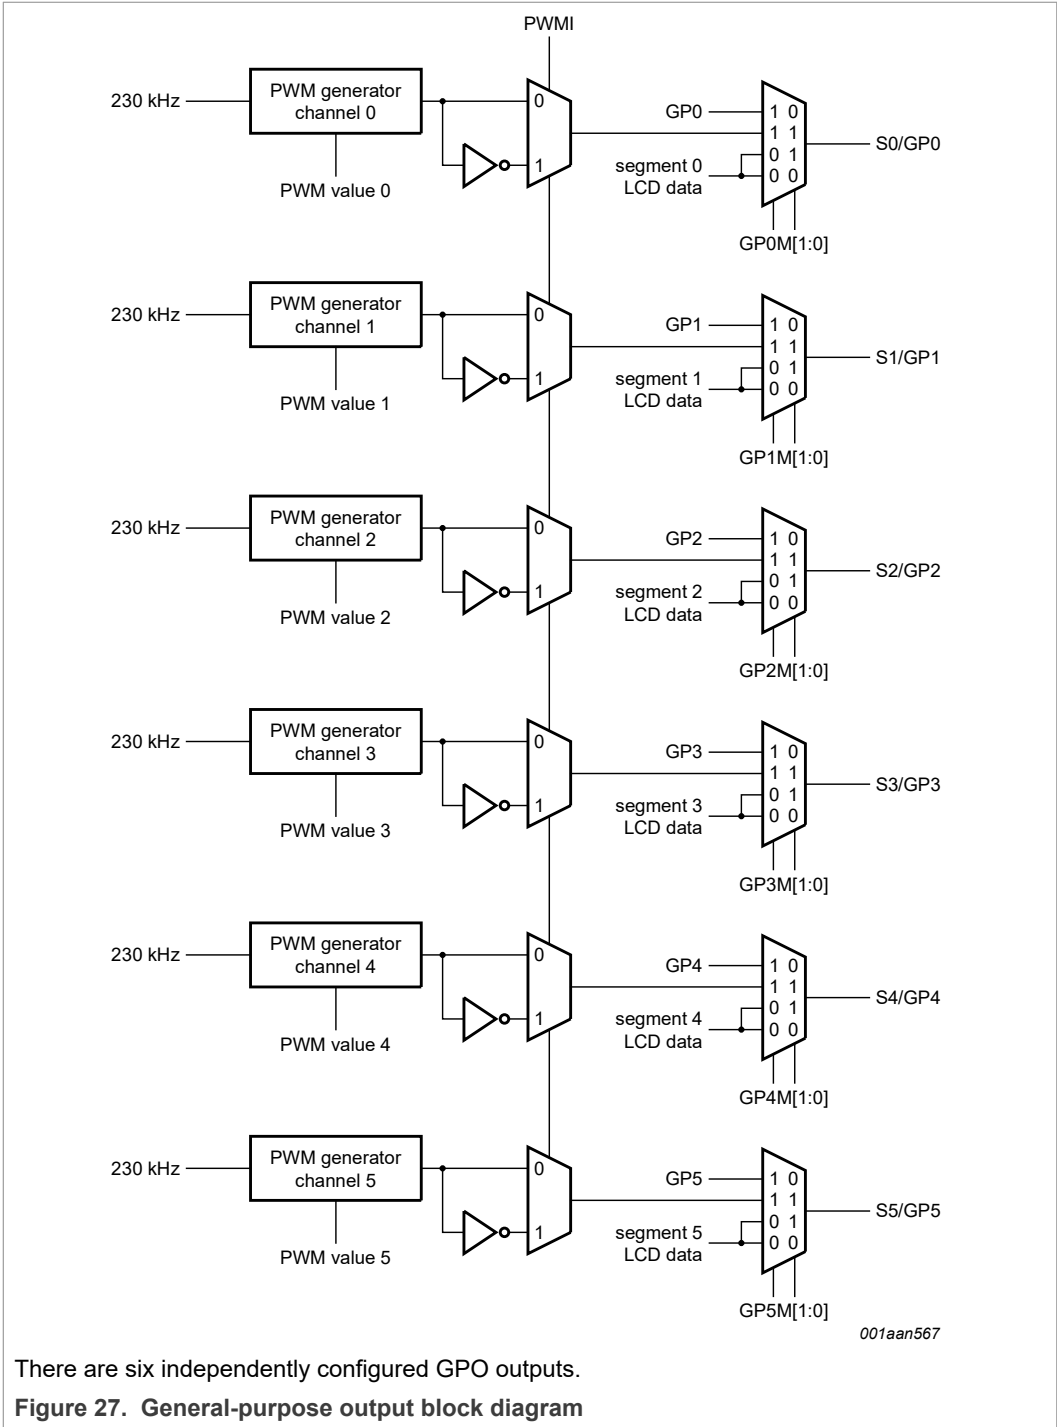 PWMI
230 kHz
PWM generator
channel 0
PWM value 0
0
1
GP0
segment 0
LCD data
1 0
1 1
0 1
0 0
S0/GP0
GP0M[1:0]
230 kHz
PWM generator
channel 1
PWM value 1
0
1
GP1
segment 1
LCD data
1 0
1 1
0 1
0 0
S1/GP1
GP1M[1:0]
230 kHz
PWM generator
channel 2
PWM value 2
0
1
GP2
segment 2
LCD data
1 0
1 1
0 1
0 0
S2/GP2
GP2M[1:0]
230 kHz
PWM generator
channel 3
PWM value 3
0
1
GP3
segment 3
LCD data
1 0
1 1
0 1
0 0
S3/GP3
GP3M[1:0]
230 kHz
PWM generator
channel 4
PWM value 4
0
1
GP4
segment 4
LCD data
1 0
1 1
0 1
0 0
S4/GP4
GP4M[1:0]
230 kHz
PWM generator
channel 5
PWM value 5
0
1
GP5
segment 5
LCD data
1 0
1 1
0 1
0 0
S5/GP5
GP5M[1:0]
001aan567
There are six independently configured GPO outputs.
Figure 27. General-purpose output block diagram